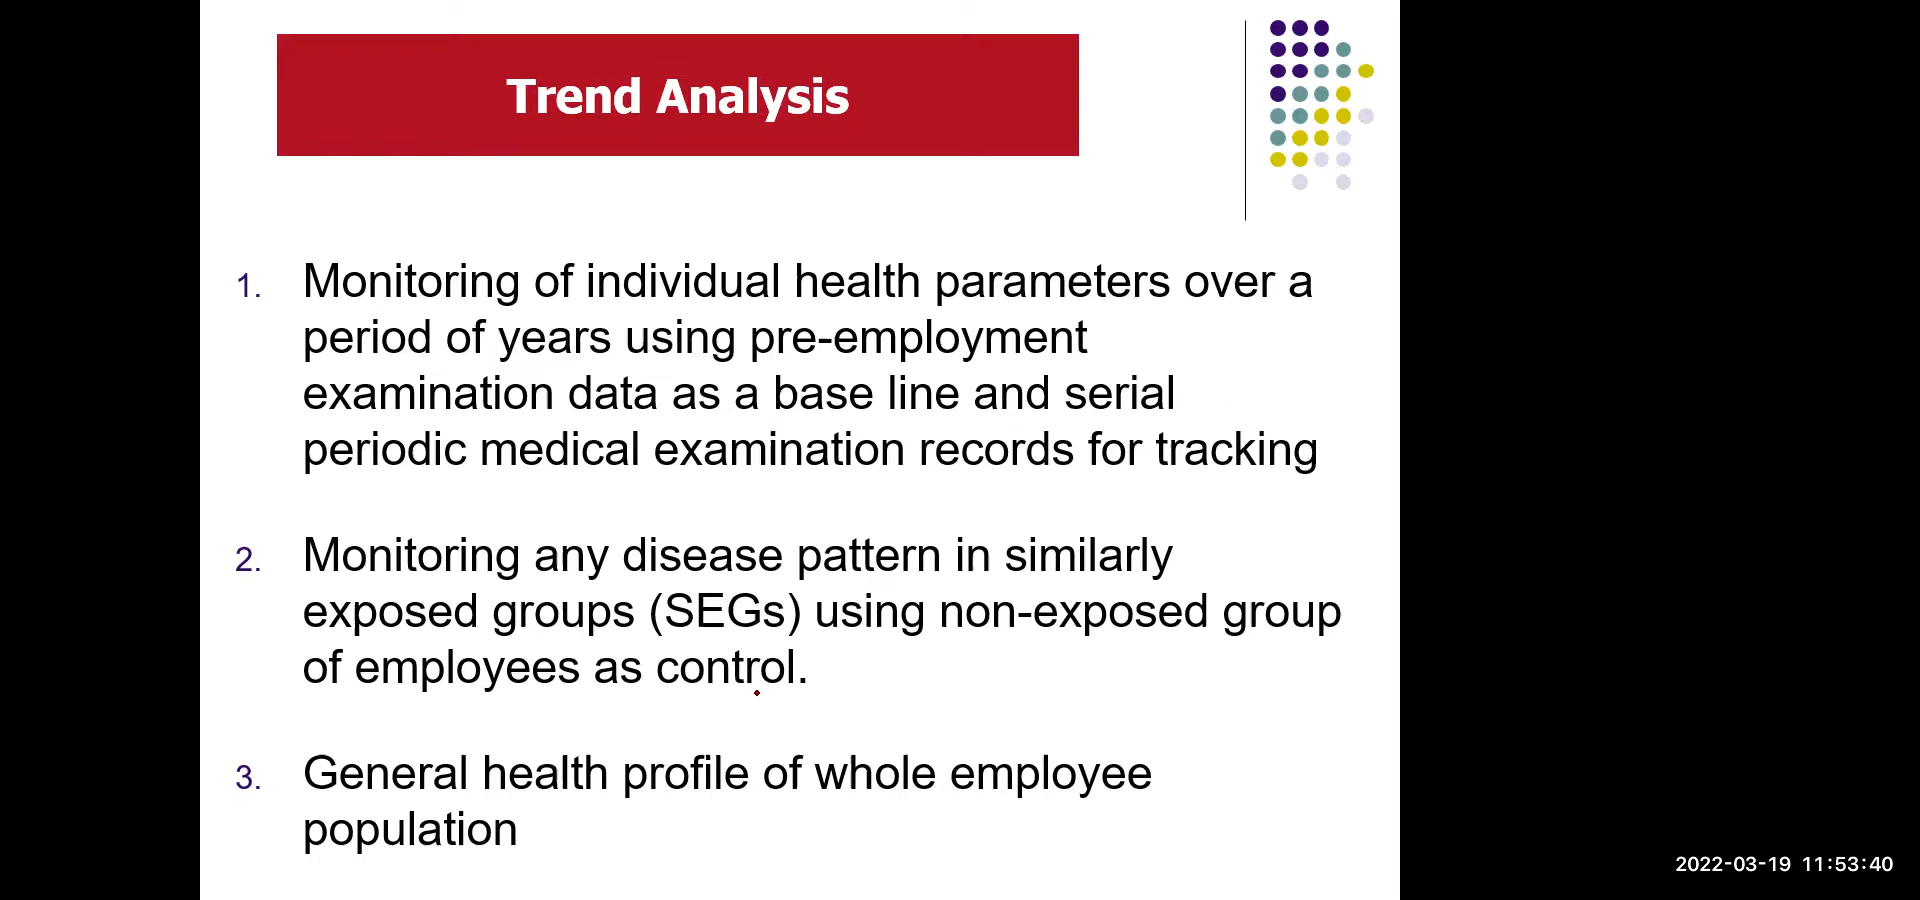 Trend Analysis
1. Monitoring of individual health parameters over a
period of years using pre-employment
examination data as a base line and serial
periodic medical examination records for tracking
2. Monitoring any disease pattern in similarly
exposed groups (SEGs) using non-exposed group
of employees as control.
3. General health profile of whole employee
population
2022-03-19 11:53:40